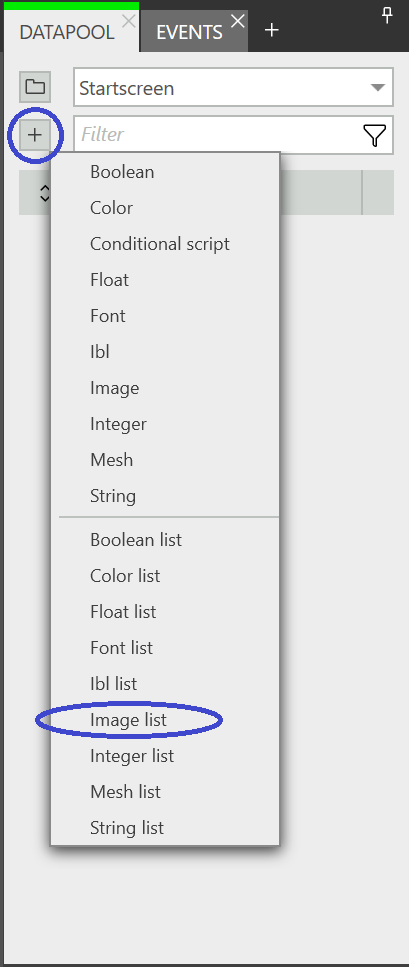 DATAPOOL EVENTS
Startscreen
Filter
Boolean
Color
Conditional script
Float
Font
Ibl
Image
Integer
Mesh
String
Boolean list
Color list
Float list
Font list
Ibl list
Image list
Integer list
Mesh list
String list